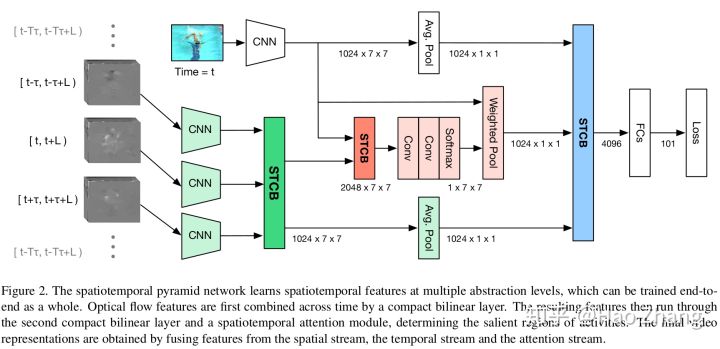 [ t-Tτ, t-Tτ+L )
[ t-τ, t-τ+L )
[ t, t+L )
[ t+τ, t+τ+L )
[ t-Tτ, t-Tτ+L )
Time = t
CNN
CNN
CNN
CNN
STCB
1024 x 7 x 7
Avg. Pool
1024 x 1 x 1
STCB
2048 x 7 x 7
Conv
Conv
Softmax
1 x 7 x 7
Weighted Pool
1024 x 1 x 1
1024 x 7 x 7
Avg. Pool
1024 x 1 x 1
STCB
4096
FCs
101
Loss
Figure 2. The spatiotemporal pyramid network learns spatiotemporal features at multiple abstraction levels, which can be trained end-to-
end as a whole. Optical flow features are first combined across time by a compact bilinear layer. The resulting features then run through
the second compact bilinear layer and a spatiotemporal attention module, determining the salient regions of activities. The final video
representations are obtained by fusing features from the spatial stream, the temporal stream and the attention stream.
知乎 @Hao Zhang